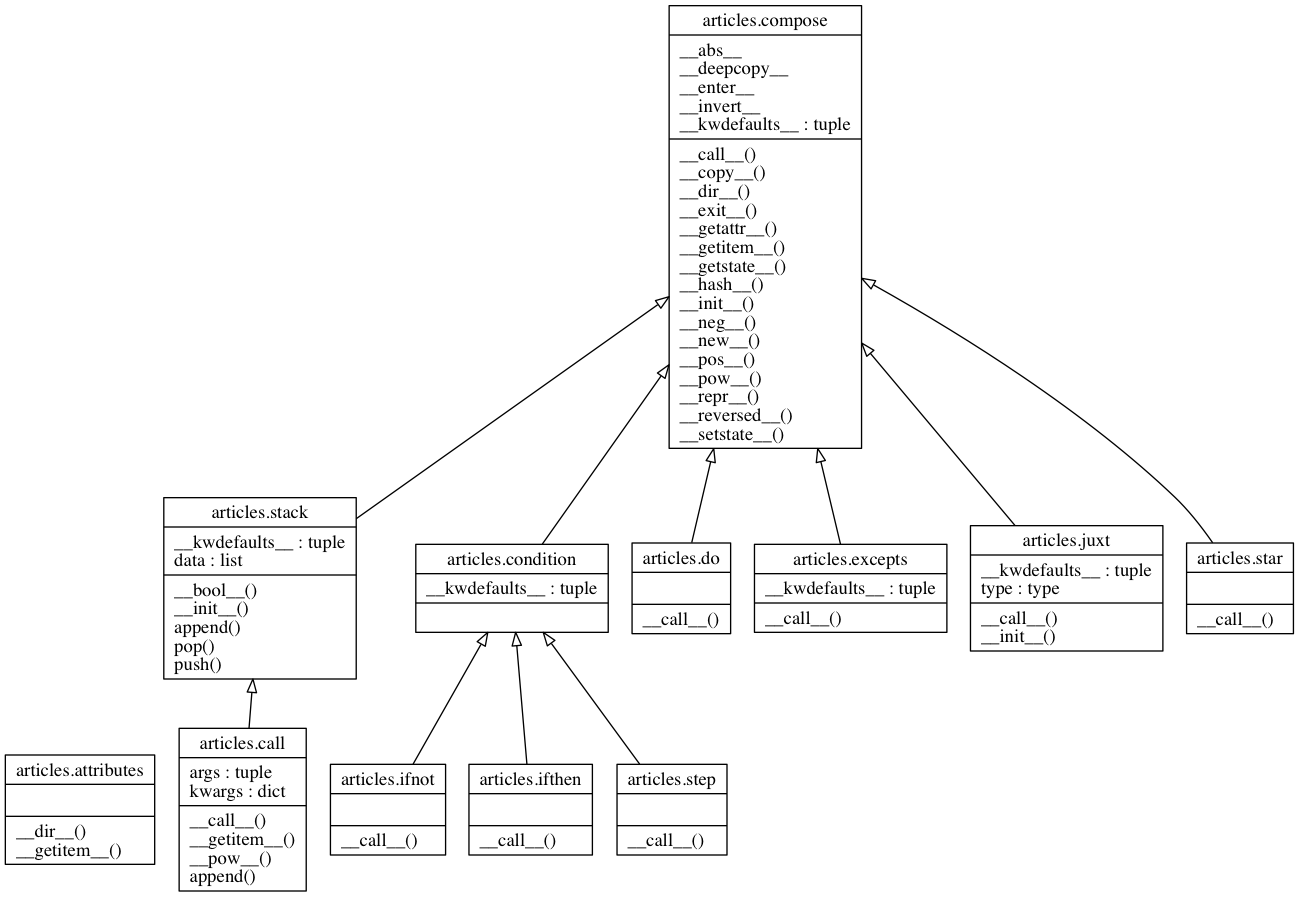 articles.compose
__abs__
__deepcopy__
__enter__
__invert__
__kwdefaults__ : tuple
__call__()
__copy__()
__dir__()
__exit__()
__getattr__()
__getitem__()
__getstate__()
__hash__()
__init__()
__neg__()
__new__()
__pos__()
__pow__()
__repr__()
__reversed__()
__setstate__()
articles.stack
__kwdefaults__ : tuple
data : list
__bool__()
__init__()
append()
pop()
push()
articles.condition
__kwdefaults__ : tuple
articles.do
__call__()
articles.excepts
__kwdefaults__ : tuple
__call__()
articles.juxt
__kwdefaults__ : tuple
type : type
__call__()
__init__()
articles.star
__call__()
articles.attributes
__dir__()
__getitem__()
articles.call
args : tuple
kwargs : dict
__call__()
__getitem__()
__pow__()
append()
articles.ifnot
__call__()
articles.ifthen
__call__()
articles.step
__call__()